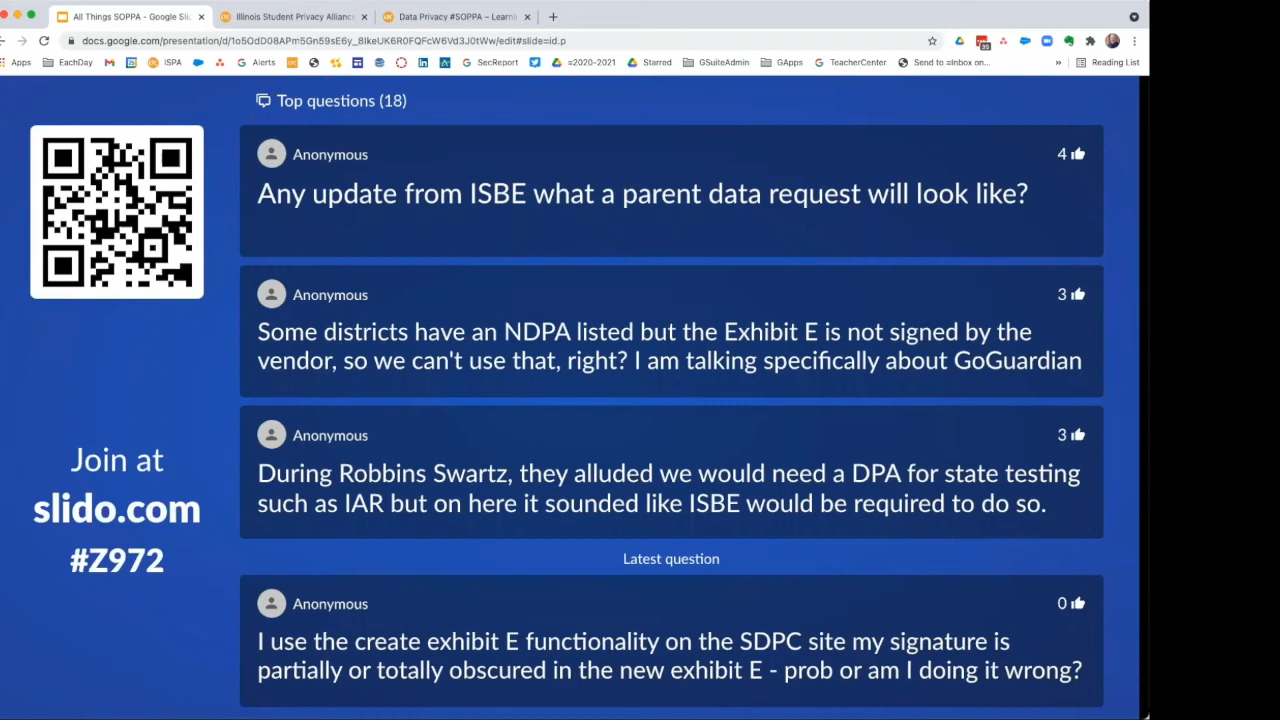 All Things SOPPA - Google Slid
Illinois Student Privacy Alliance
Data Privacy #SOPPA – Learnin
docs.google.com/presentation/d/1o5OdD08APm5Gn59sE6y_8IkeUK6R0FQFcW6Vd3J0tWw/edit#slide=id.p
35
Apps
EachDay
ISPA
Alerts
SecReport
=2020-2021
Starred
GSuiteAdmin
GApps
TeacherCenter
Send to =Inbox on...
»
Reading List
Top questions (18)
Anonymous
4
Any update from ISBE what a parent data request will look like?
Anonymous
3
Some districts have an NDPA listed but the Exhibit E is not signed by the
vendor, so we can't use that, right? I am talking specifically about GoGuardian
Anonymous
3
During Robbins Swartz, they alluded we would need a DPA for state testing
such as IAR but on here it sounded like ISBE would be required to do so.
Join at
slido.com
#Z972
Latest question
Anonymous
0
I use the create exhibit E functionality on the SDPC site my signature is
partially or totally obscured in the new exhibit E - prob or am I doing it wrong?